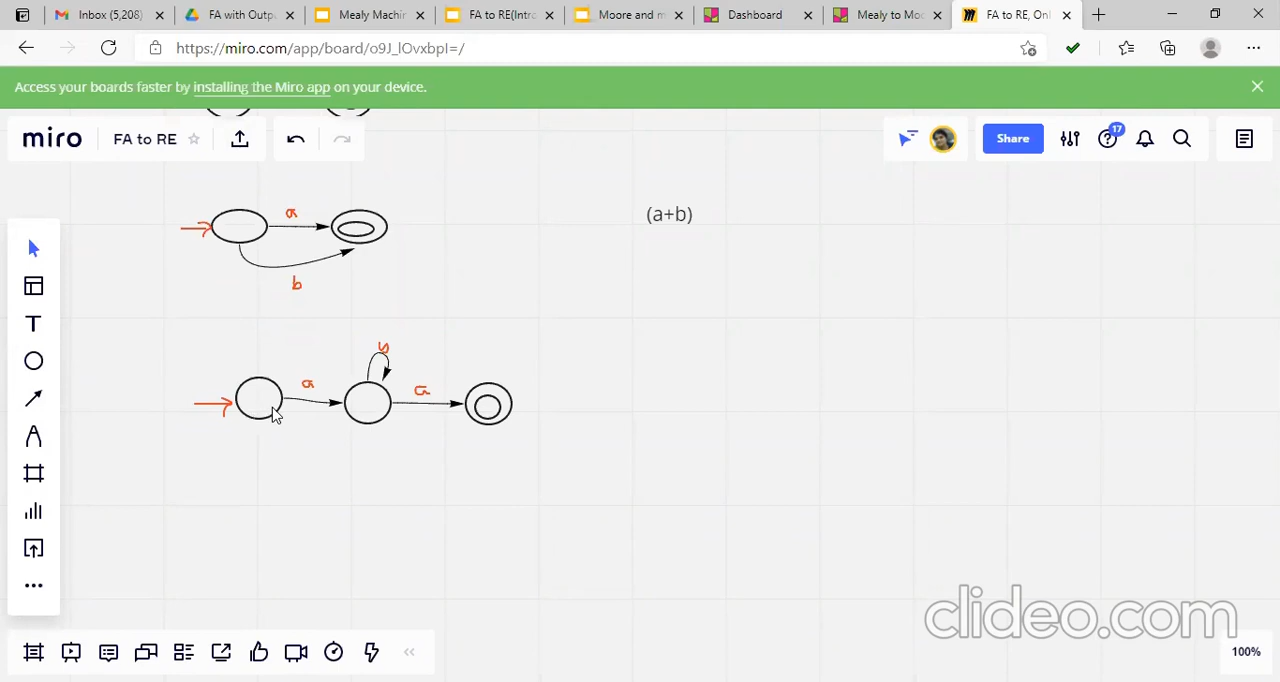 Inbox (5,208)
FA with Outp
Mealy Machin
FA to RE(Intr
Moore and m
Dashboard
Mealy to Moo
FA to RE, Onl
https://miro.com/app/board/o9J_lOvxbpI=/
Access your boards faster by installing the Miro app on your device.
miro
FA to RE
17
Share
a
(a+b)
b
a
a
clideo.com
100%